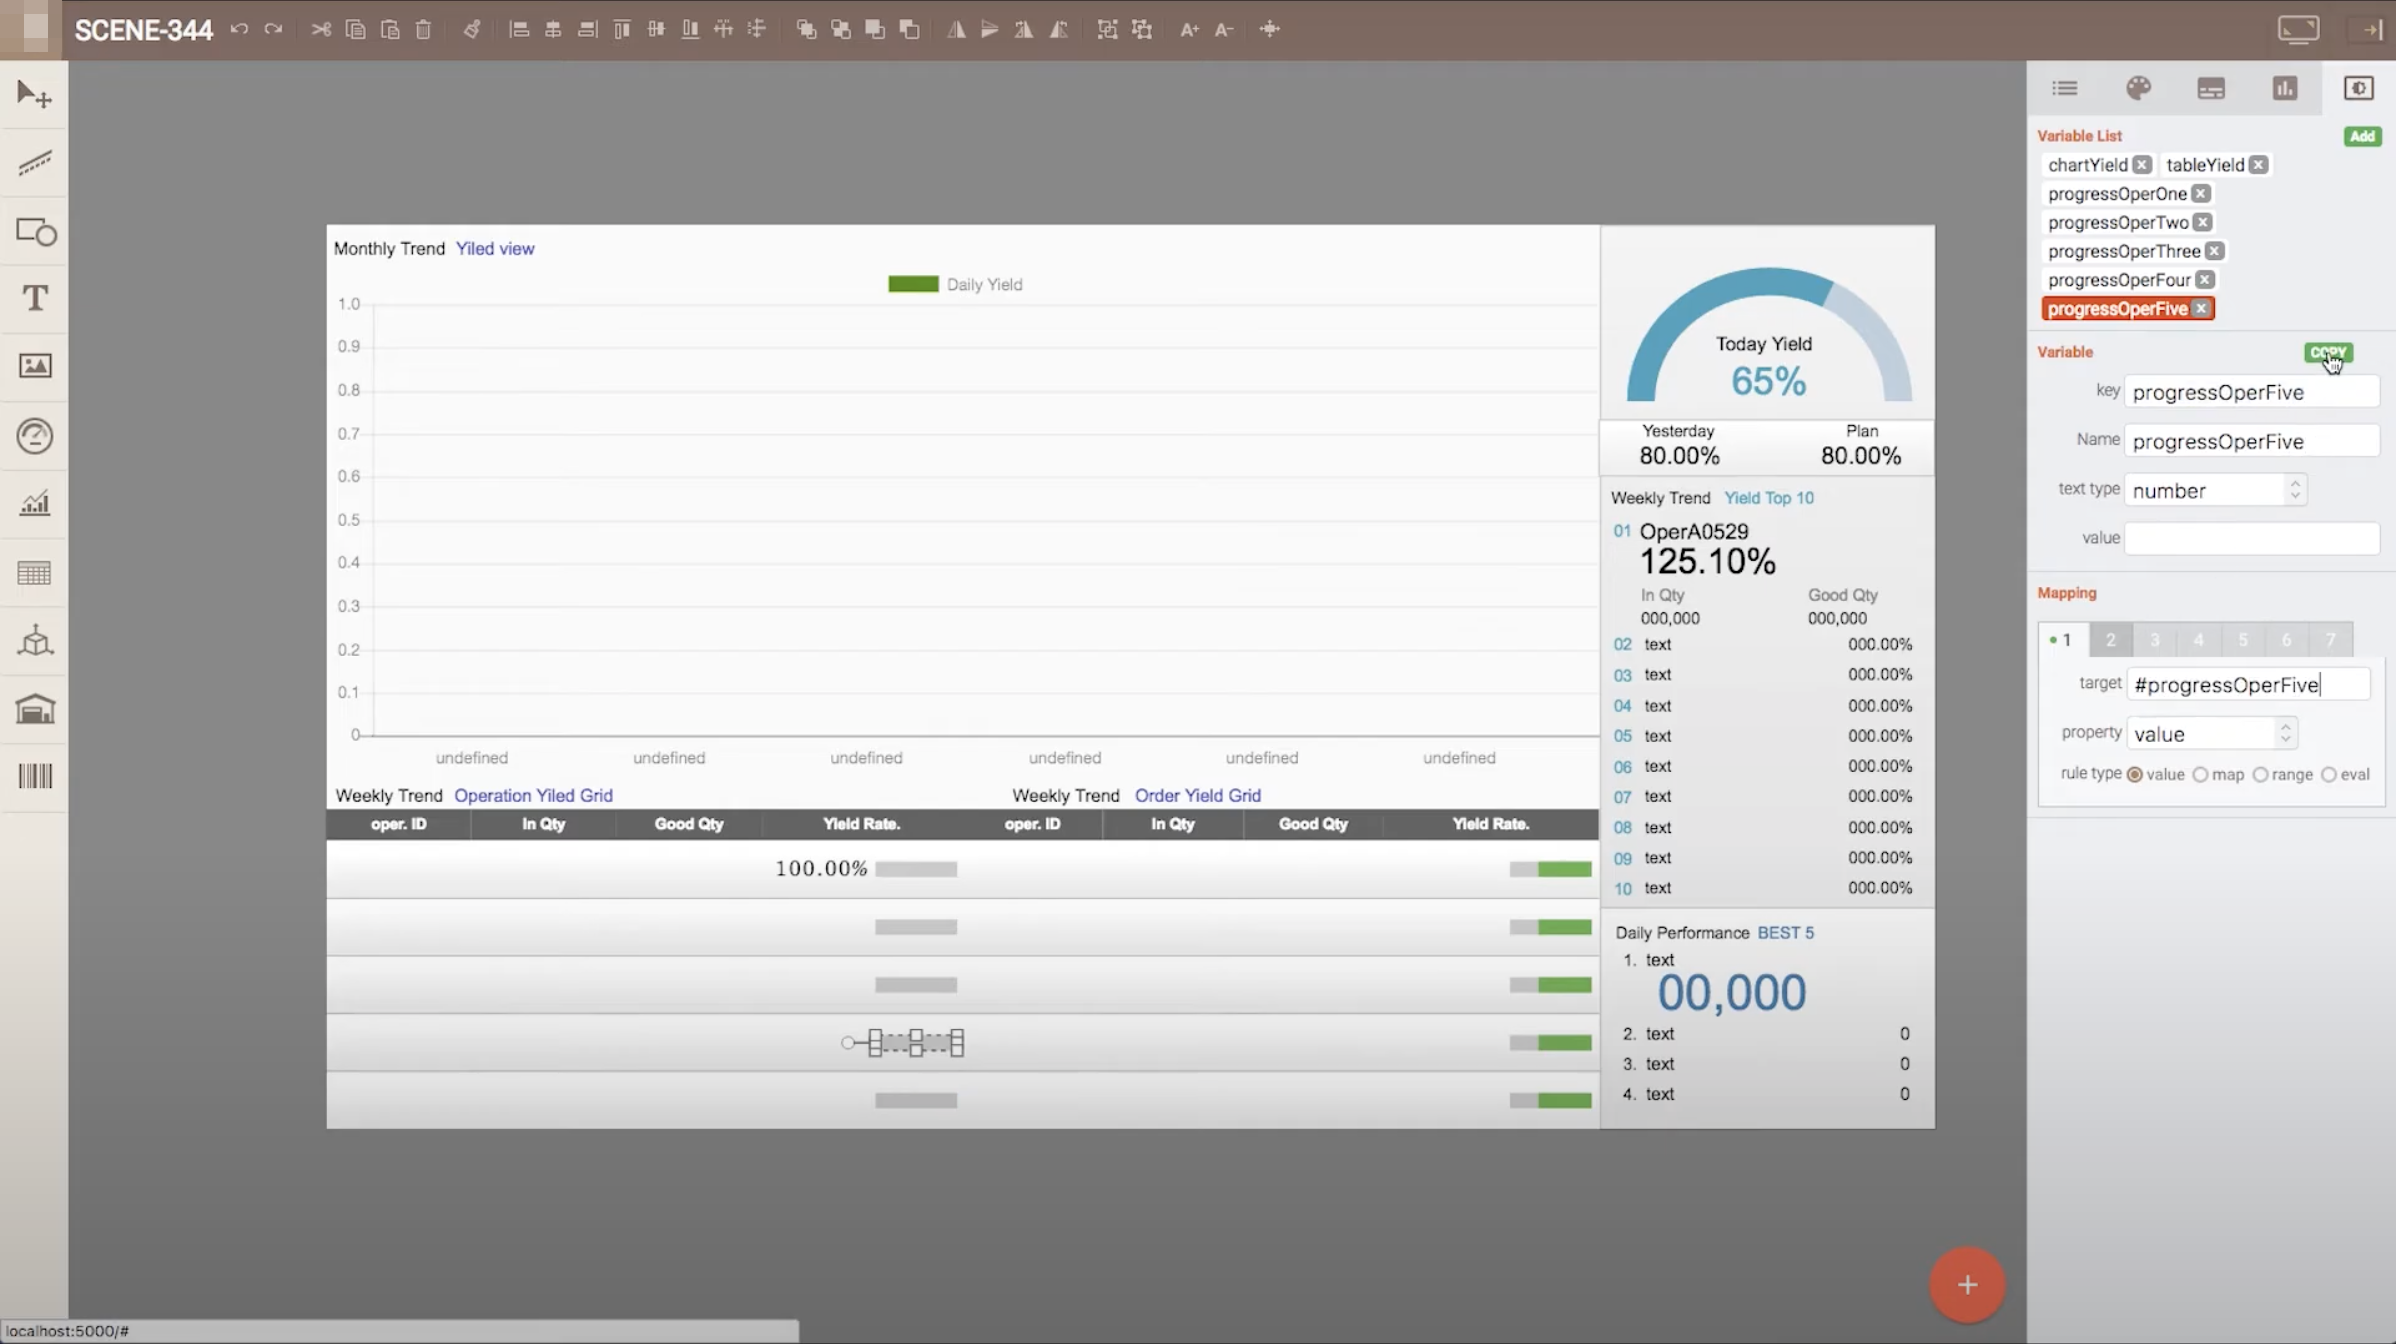 SCENE-344
A+ A-
Variable List Add
chartYield x tableYield x
progressOperOne x
progressOperTwo x
progressOperThree x
progressOperFour x
progressOperFive x
Variable COPY
key progressOperFive
Name progressOperFive
text type number
value
Mapping
1 2 3 4 5 6 7
target #progressOperFive
property value
rule type value map range eval
Monthly Trend Yiled view
Daily Yield
1.0
0.9
0.8
0.7
0.6
0.5
0.4
0.3
0.2
0.1
0
undefined undefined undefined undefined undefined undefined
Weekly Trend Operation Yiled Grid Weekly Trend Order Yield Grid
oper. ID In Qty Good Qty Yield Rate. oper. ID In Qty Good Qty Yield Rate.
100.00%
Today Yield
65%
Yesterday Plan
80.00% 80.00%
Weekly Trend Yield Top 10
01 OperA0529
125.10%
In Qty Good Qty
000,000 000,000
02 text 000.00%
03 text 000.00%
04 text 000.00%
05 text 000.00%
06 text 000.00%
07 text 000.00%
08 text 000.00%
09 text 000.00%
10 text 000.00%
Daily Performance BEST 5
1. text
00,000
2. text 0
3. text 0
4. text 0
+
localhost:5000/#